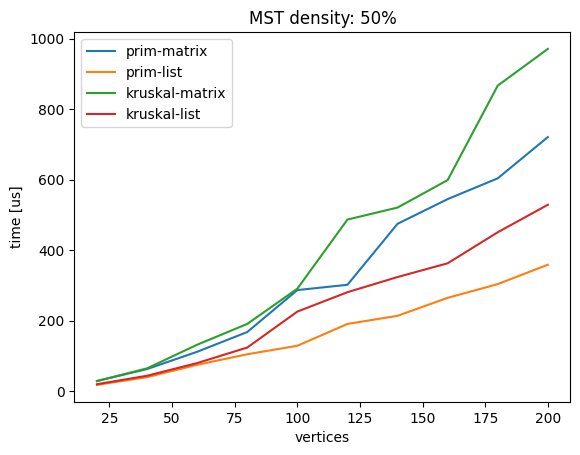 MST density: 50%
prim-matrix
prim-list
kruskal-matrix
kruskal-list
1000
800
600
400
200
0
time [us]
25 50 75 100 125 150 175 200
vertices